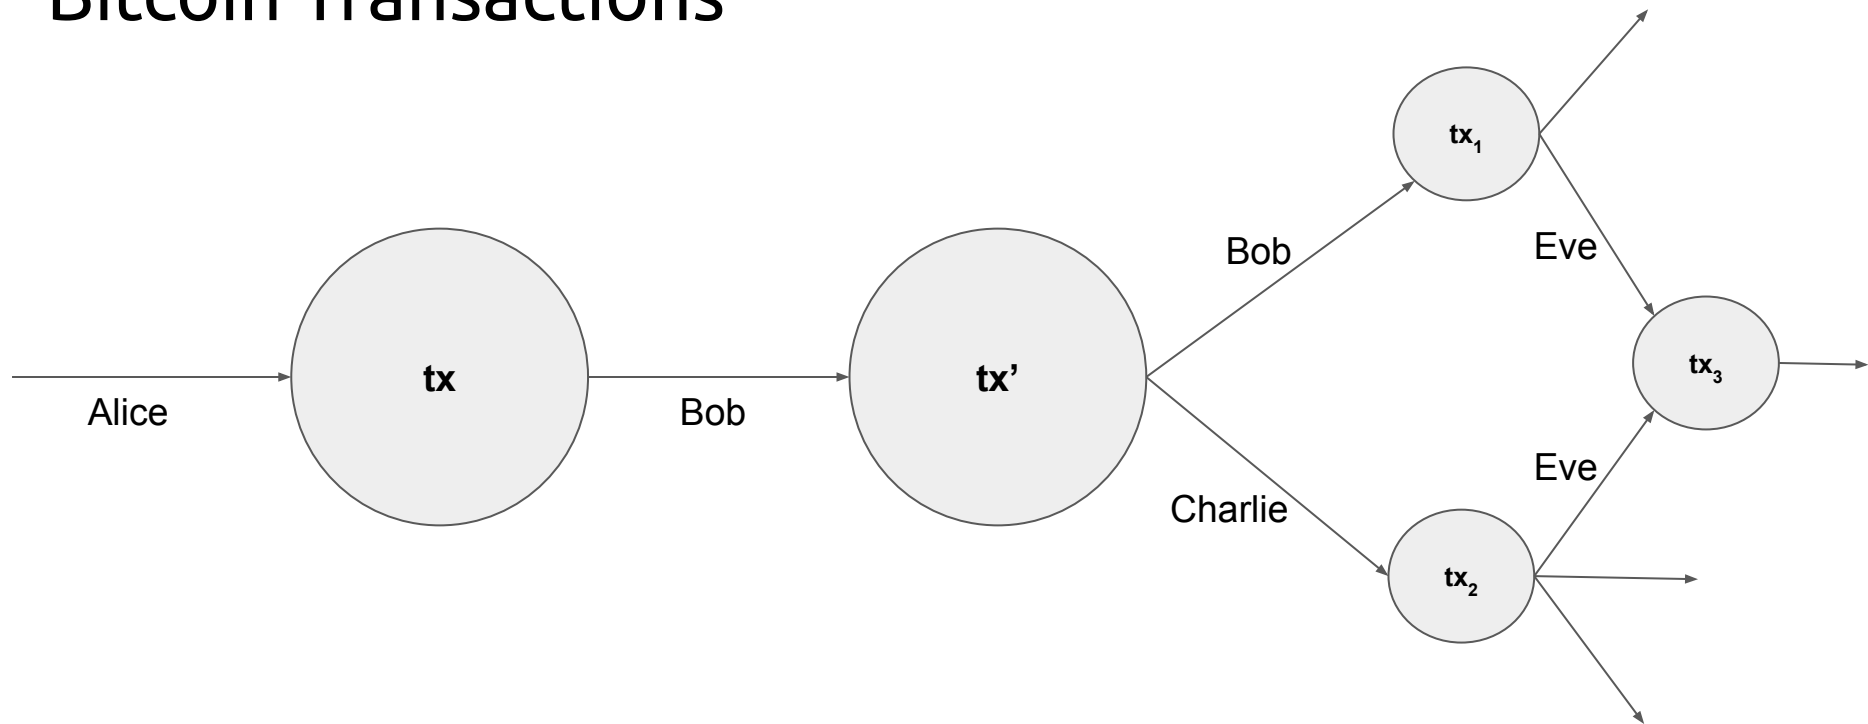 Bitcoin Transactions
Alice
tx
Bob
tx’
Bob
Charlie
tx₁
Eve
tx₃
Eve
tx₂